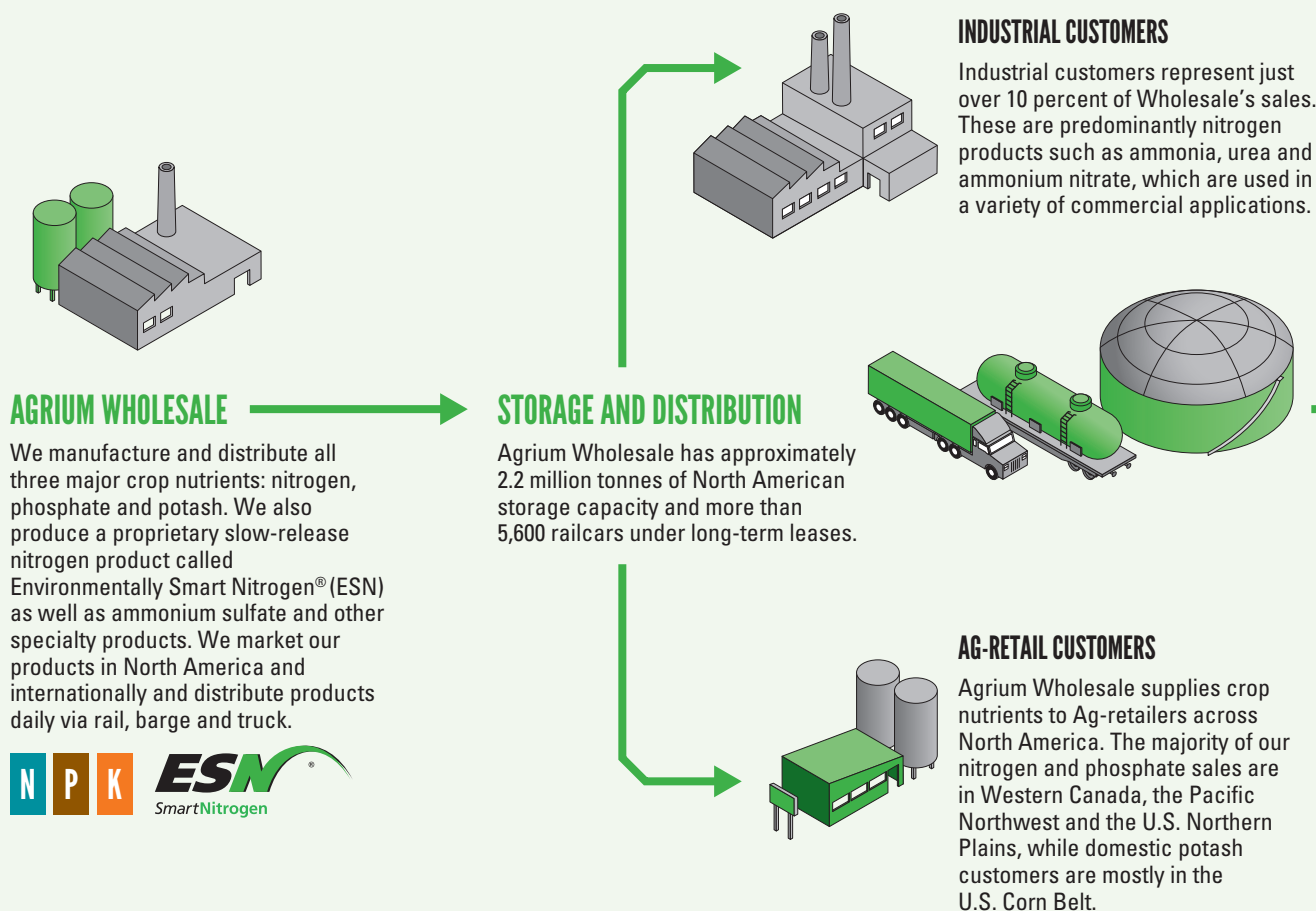 INDUSTRIAL CUSTOMERS
Industrial customers represent just
over 10 percent of Wholesale’s sales.
These are predominantly nitrogen
products such as ammonia, urea and
ammonium nitrate, which are used in
a variety of commercial applications.
AGRIUM WHOLESALE
We manufacture and distribute all
three major crop nutrients: nitrogen,
phosphate and potash. We also
produce a proprietary slow-release
nitrogen product called
Environmentally Smart Nitrogen® (ESN)
as well as ammonium sulfate and other
specialty products. We market our
products in North America and
internationally and distribute products
daily via rail, barge and truck.
N P K
ESN ®
SmartNitrogen
STORAGE AND DISTRIBUTION
Agrium Wholesale has approximately
2.2 million tonnes of North American
storage capacity and more than
5,600 railcars under long-term leases.
AG-RETAIL CUSTOMERS
Agrium Wholesale supplies crop
nutrients to Ag-retailers across
North America. The majority of our
nitrogen and phosphate sales are
in Western Canada, the Pacific
Northwest and the U.S. Northern
Plains, while domestic potash
customers are mostly in the
U.S. Corn Belt.